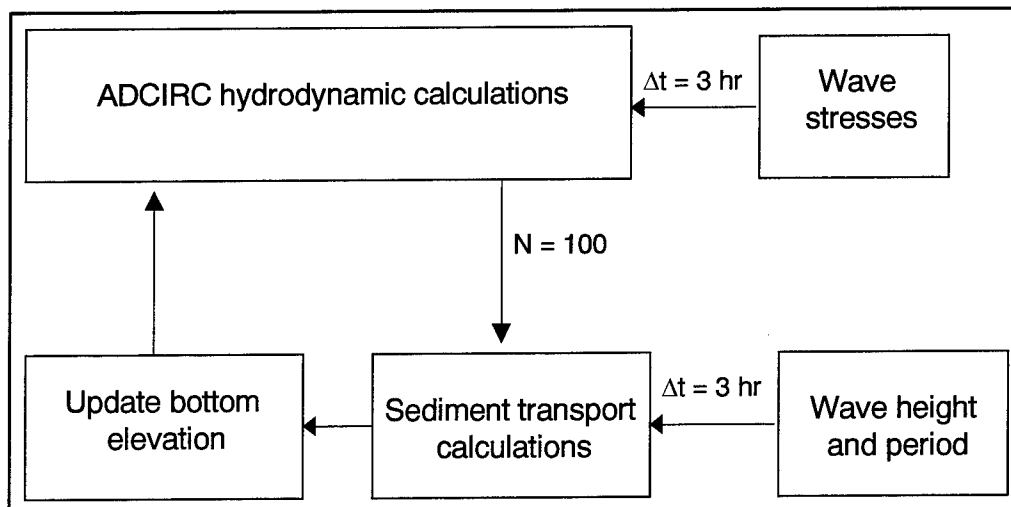 ADCIRC hydrodynamic calculations
Δt = 3 hr
Wave
stresses
N = 100
Update bottom
elevation
Sediment transport
calculations
Δt = 3 hr
Wave height
and period